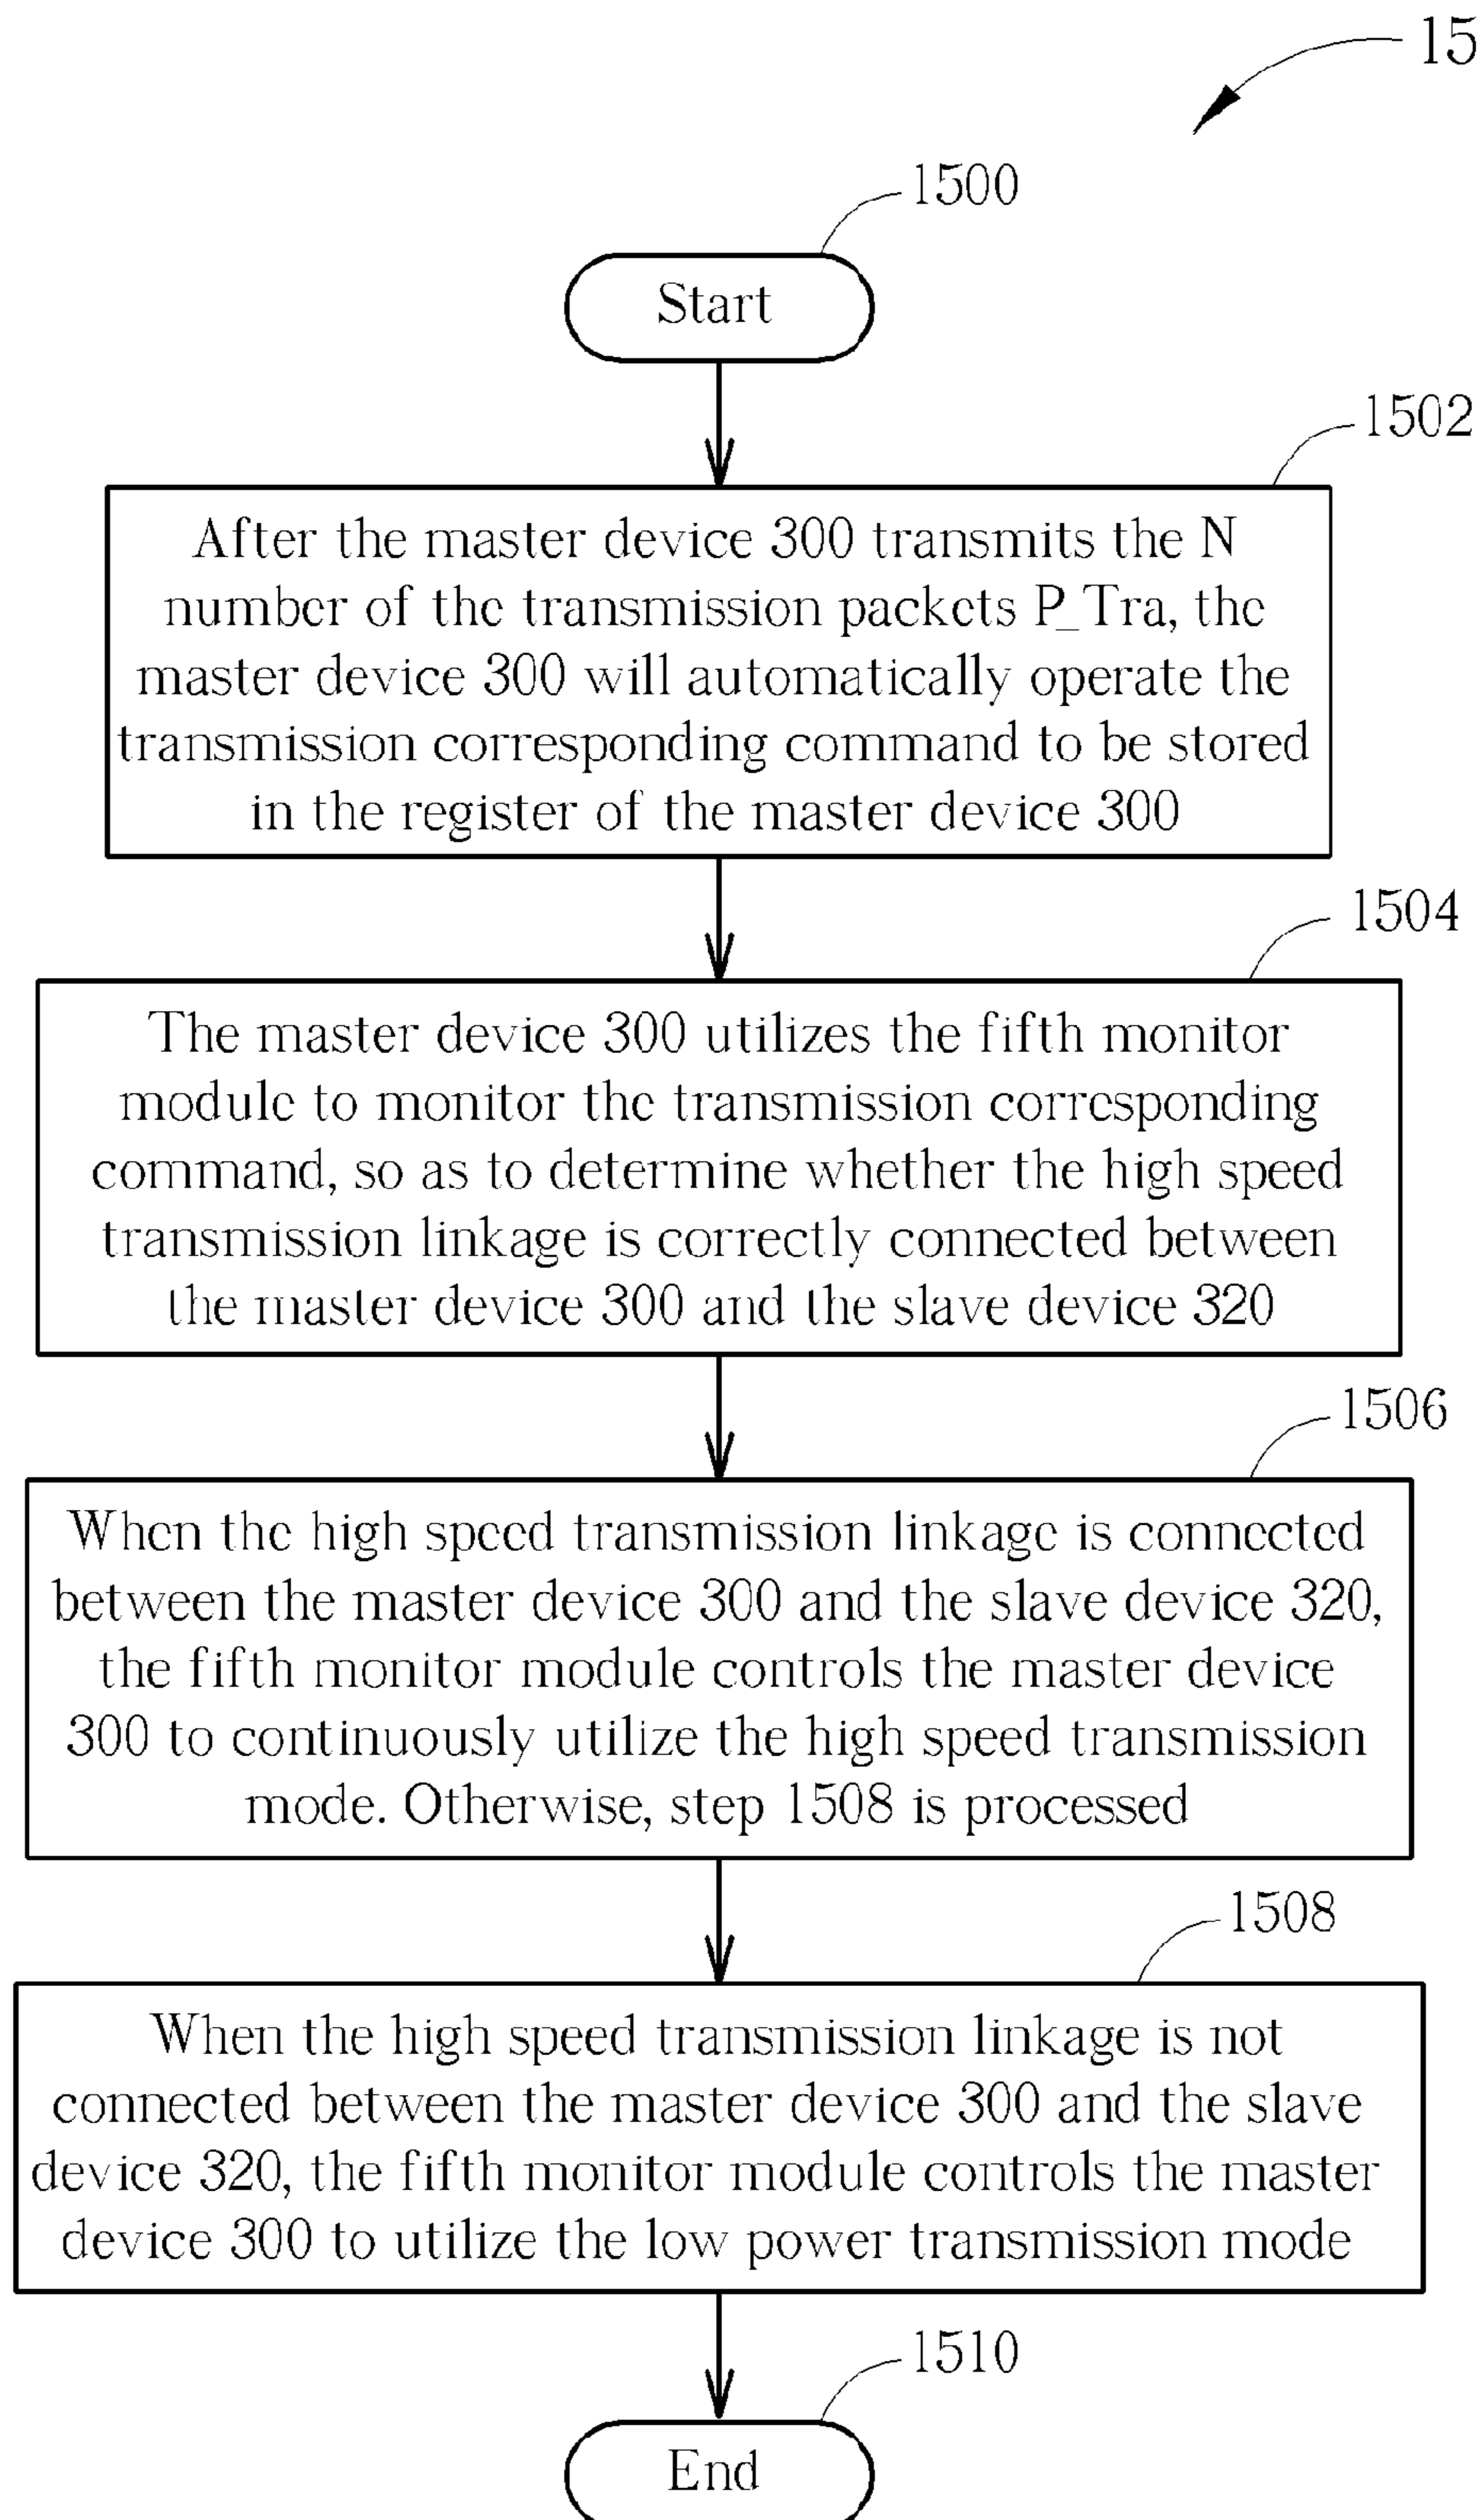 15
1500
Start
1502
After the master device 300 transmits the N
number of the transmission packets P_Tra, the
master device 300 will automatically operate the
transmission corresponding command to be stored
in the register of the master device 300
1504
The master device 300 utilizes the fifth monitor
module to monitor the transmission corresponding
command, so as to determine whether the high speed
transmission linkage is correctly connected between
the master device 300 and the slave device 320
1506
When the high speed transmission linkage is connected
between the master device 300 and the slave device 320,
the fifth monitor module controls the master device
300 to continuously utilize the high speed transmission
mode. Otherwise, step 1508 is processed
1508
When the high speed transmission linkage is not
connected between the master device 300 and the slave
device 320, the fifth monitor module controls the master
device 300 to utilize the low power transmission mode
1510
End